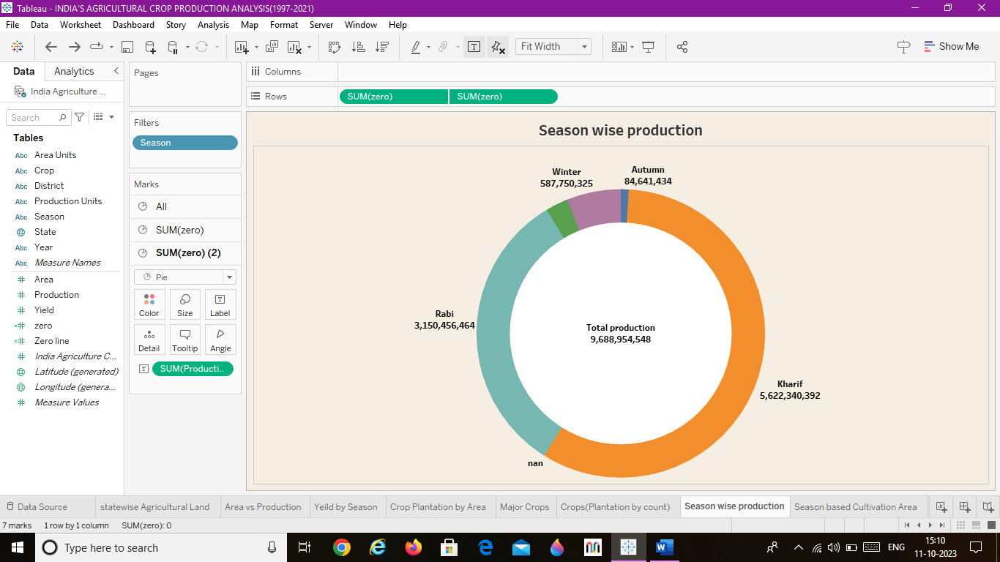 Tableau - INDIA'S AGRICULTURAL CROP PRODUCTION ANALYSIS(1997-2021)
File Data Worksheet Dashboard Story Analysis Map Format Server Window Help
Fit Width
Show Me
Data Analytics
India Agriculture ...
Search
Tables
Abc Area Units
Abc Crop
Abc District
Abc Production Units
Abc Season
State
Abc Year
Abc Measure Names
# Area
# Production
# Yield
=# zero
=# Zero line
# India Agriculture C...
Latitude (generated)
Longitude (genera...
# Measure Values
Pages
Filters
Season
Marks
All
SUM(zero)
SUM(zero) (2)
Pie
Color Size Label
Detail Tooltip Angle
SUM(Producti..
Columns
Rows SUM(zero) SUM(zero)
Season wise production
Winter
587,750,325
Autumn
84,641,434
Rabi
3,150,456,464
Total production
9,688,954,548
Kharif
5,622,340,392
nan
Data Source statewise Agricultural Land Area vs Production Yeild by Season Crop Plantation by Area Major Crops Crops(Plantation by count) Season wise production Season based Cultivation Area
7 marks 1 row by 1 column SUM(zero): 0
Type here to search
ENG
15:10
11-10-2023